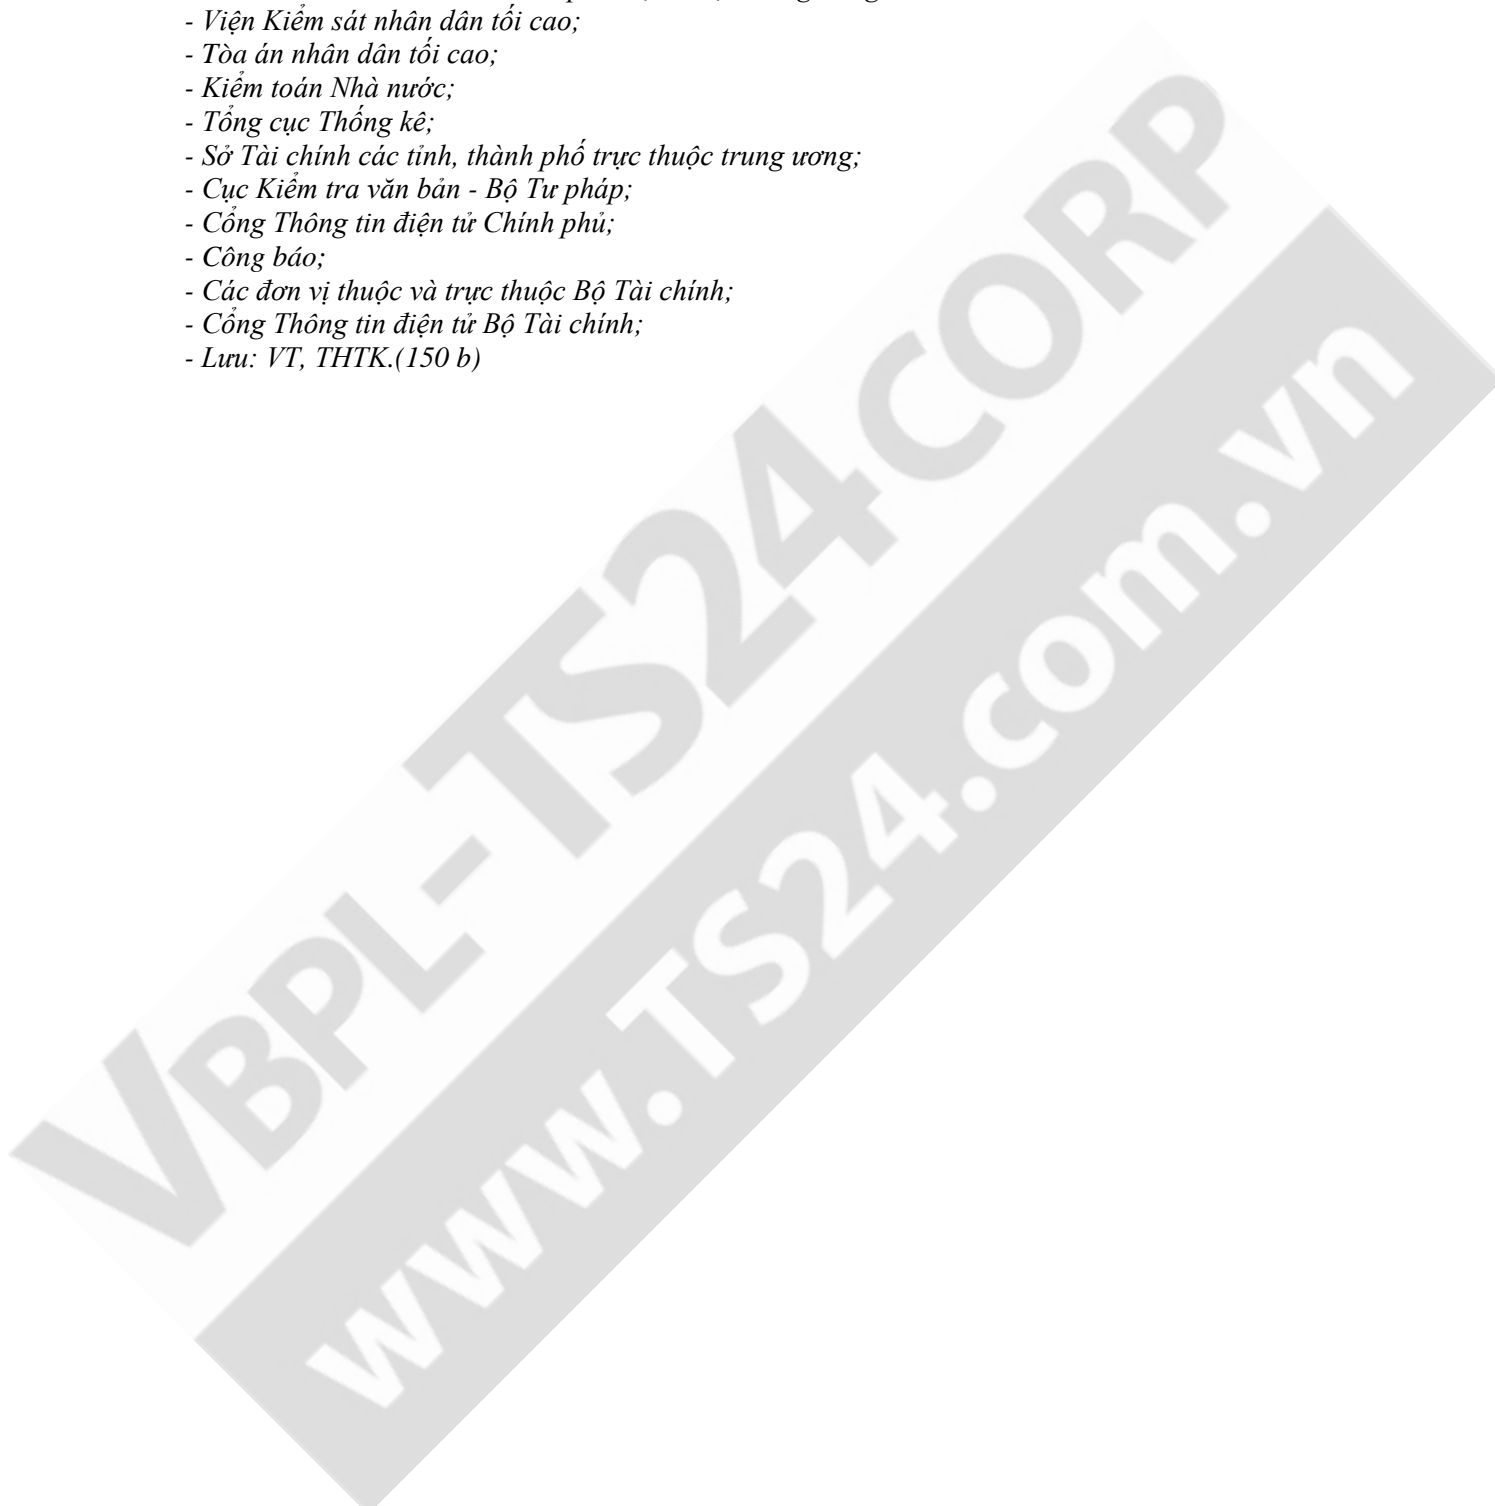 - Viện Kiểm sát nhân dân tối cao;
- Tòa án nhân dân tối cao;
- Kiểm toán Nhà nước;
- Tổng cục Thống kê;
- Sở Tài chính các tỉnh, thành phố trực thuộc trung ương;
- Cục Kiểm tra văn bản - Bộ Tư pháp;
- Cổng Thông tin điện tử Chính phủ;
- Công báo;
- Các đơn vị thuộc và trực thuộc Bộ Tài chính;
- Cổng Thông tin điện tử Bộ Tài chính;
- Lưu: VT, THTK.(150 b)
VBPL-TS24CORP
www.TS24.com.vn